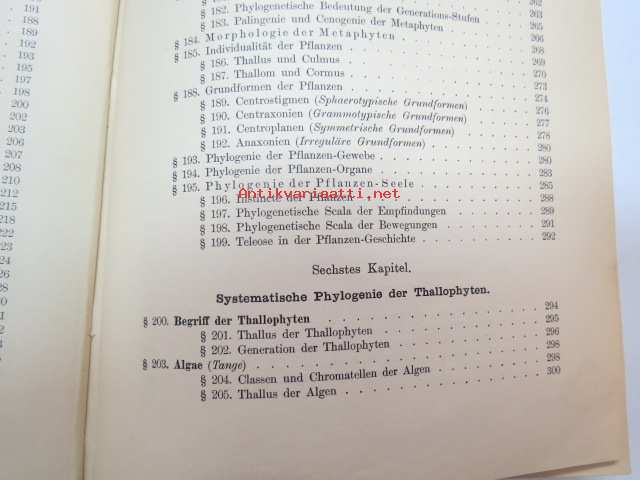 191
192
193
195
197
198
200
203
206
207
208
210
212
215
218
222
223
224
§ 182. Phylogenetische Bedeutung der Generations-Stufen 263
§ 183. Palingenie und Cenogenie der Metaphyten 265
§ 184. Morphologie der Metaphyten 266
§ 185. Individualität der Pflanzen 268
§ 186. Thallus und Culmus 269
§ 187. Thallom und Cormus 270
§ 188. Grundformen der Pflanzen 273
§ 189. Centrostigmen (Sphaerotypische Grundformen) 274
§ 190. Centraxonien (Grammotypische Grundformen) 276
§ 191. Centroplanen (Symmetrische Grundformen) 277
§ 192. Anaxonien (Irreguläre Grundformen) 278
§ 193. Phylogenie der Pflanzen-Gewebe 280
§ 194. Phylogenie der Pflanzen-Organe 283
§ 195. Phylogenie der Pflanzen-Seele 285
Antikvariaatti.net
§ 196. Instincte der Pflanzen 288
§ 197. Phylogenetische Scala der Empfindungen 289
§ 198. Phylogenetische Scala der Bewegungen 291
§ 199. Teleose in der Pflanzen-Geschichte 292
Sechstes Kapitel.
Systematische Phylogenie der Thallophyten.
§ 200. Begriff der Thallophyten 294
§ 201. Thallus der Thallophyten 295
§ 202. Generation der Thallophyten 296
§ 203. Algae (Tange) 298
§ 204. Classen und Chromatellen der Algen 298
§ 205. Thallus der Algen 300